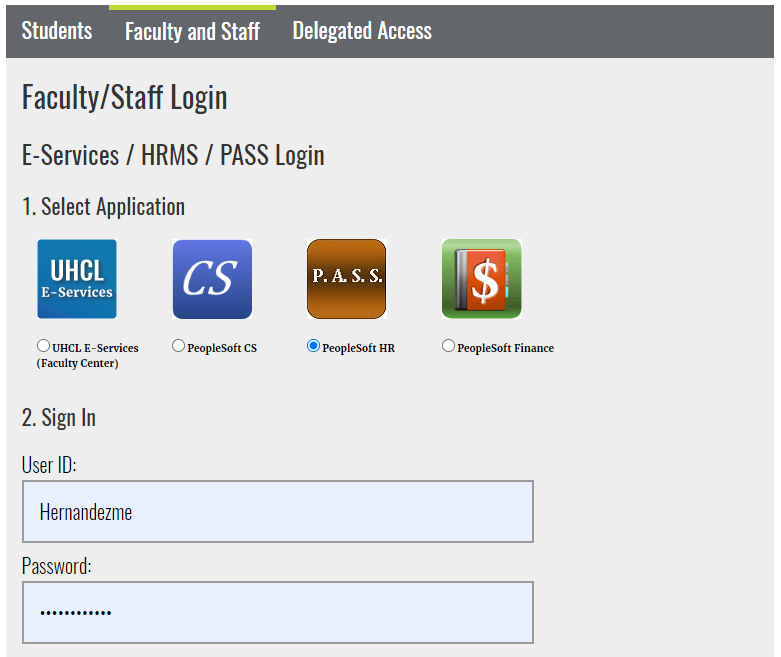 Students Faculty and Staff Delegated Access
Faculty/Staff Login
E-Services / HRMS / PASS Login
1. Select Application
UHCL
E-Services
CS
P. A. S. S.
$
UHCL E-Services
(Faculty Center)
PeopleSoft CS
PeopleSoft HR
PeopleSoft Finance
2. Sign In
User ID:
Hernandezme
Password:
••••••••••••